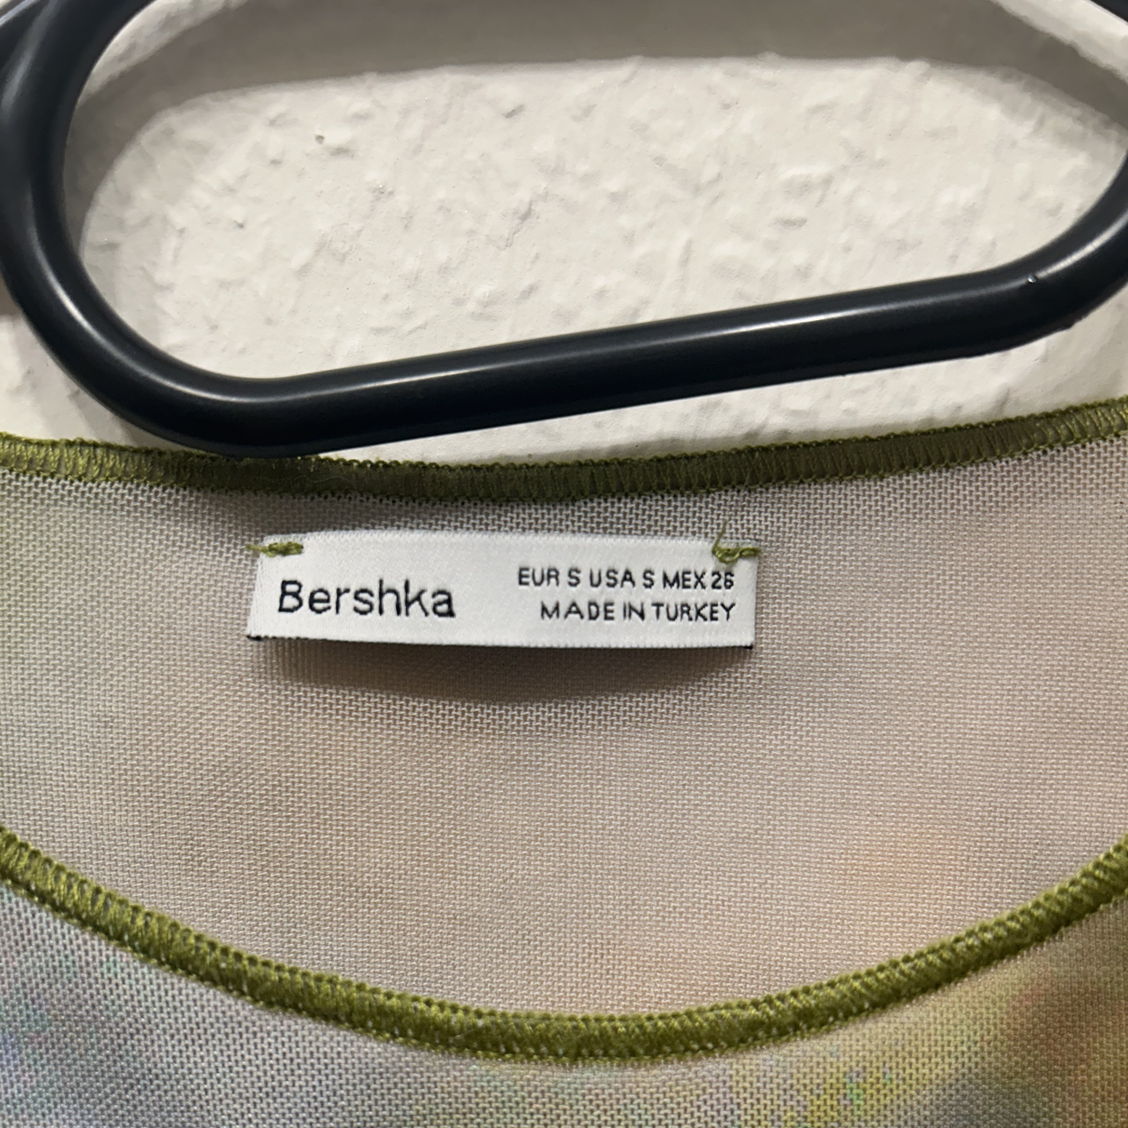 Bershka
EUR S USA S MEX 26
MADE IN TURKEY